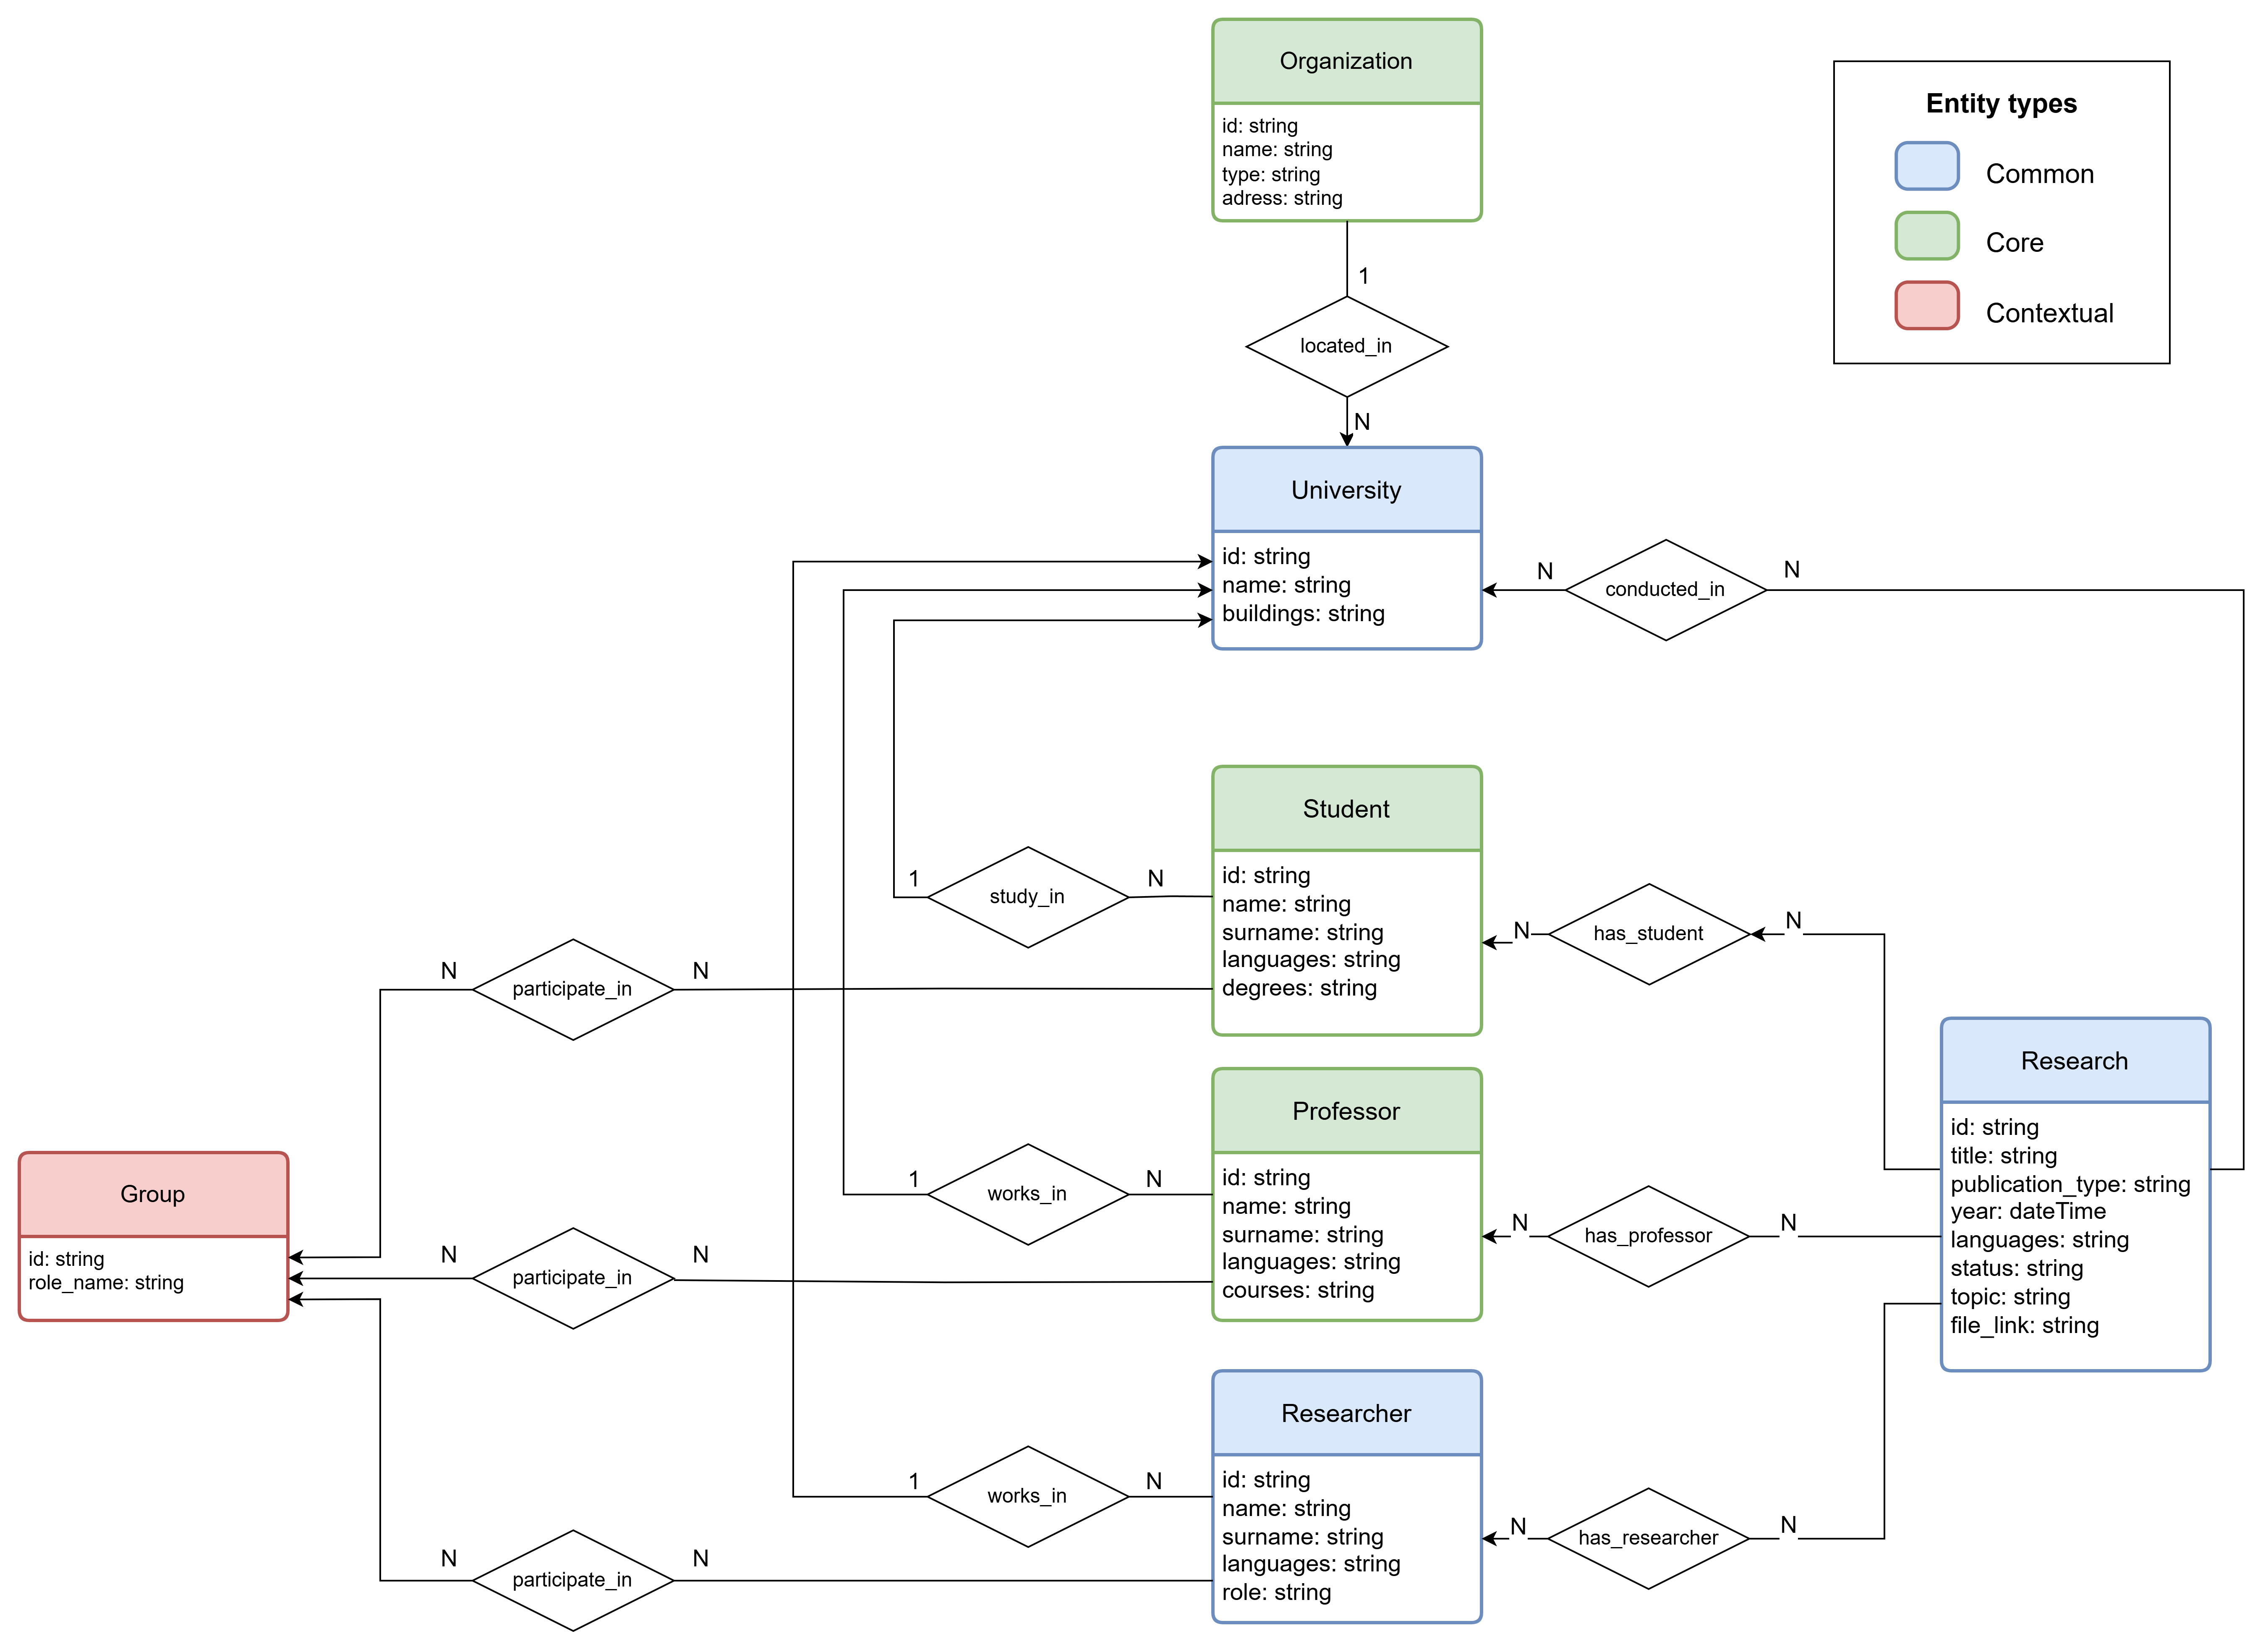 Organization
id: string
name: string
type: string
adress: string
Entity types
Common
Core
Contextual
1
located_in
N
University
id: string
name: string
buildings: string
N
conducted_in
N
Student
id: string
name: string
surname: string
languages: string
degrees: string
1
study_in
N
N
has_student
N
N
participate_in
N
Research
id: string
title: string
publication_type: string
year: dateTime
languages: string
status: string
topic: string
file_link: string
Professor
id: string
name: string
surname: string
languages: string
courses: string
1
works_in
N
N
has_professor
N
Group
id: string
role_name: string
N
participate_in
N
Researcher
id: string
name: string
surname: string
languages: string
role: string
1
works_in
N
N
has_researcher
N
N
participate_in
N